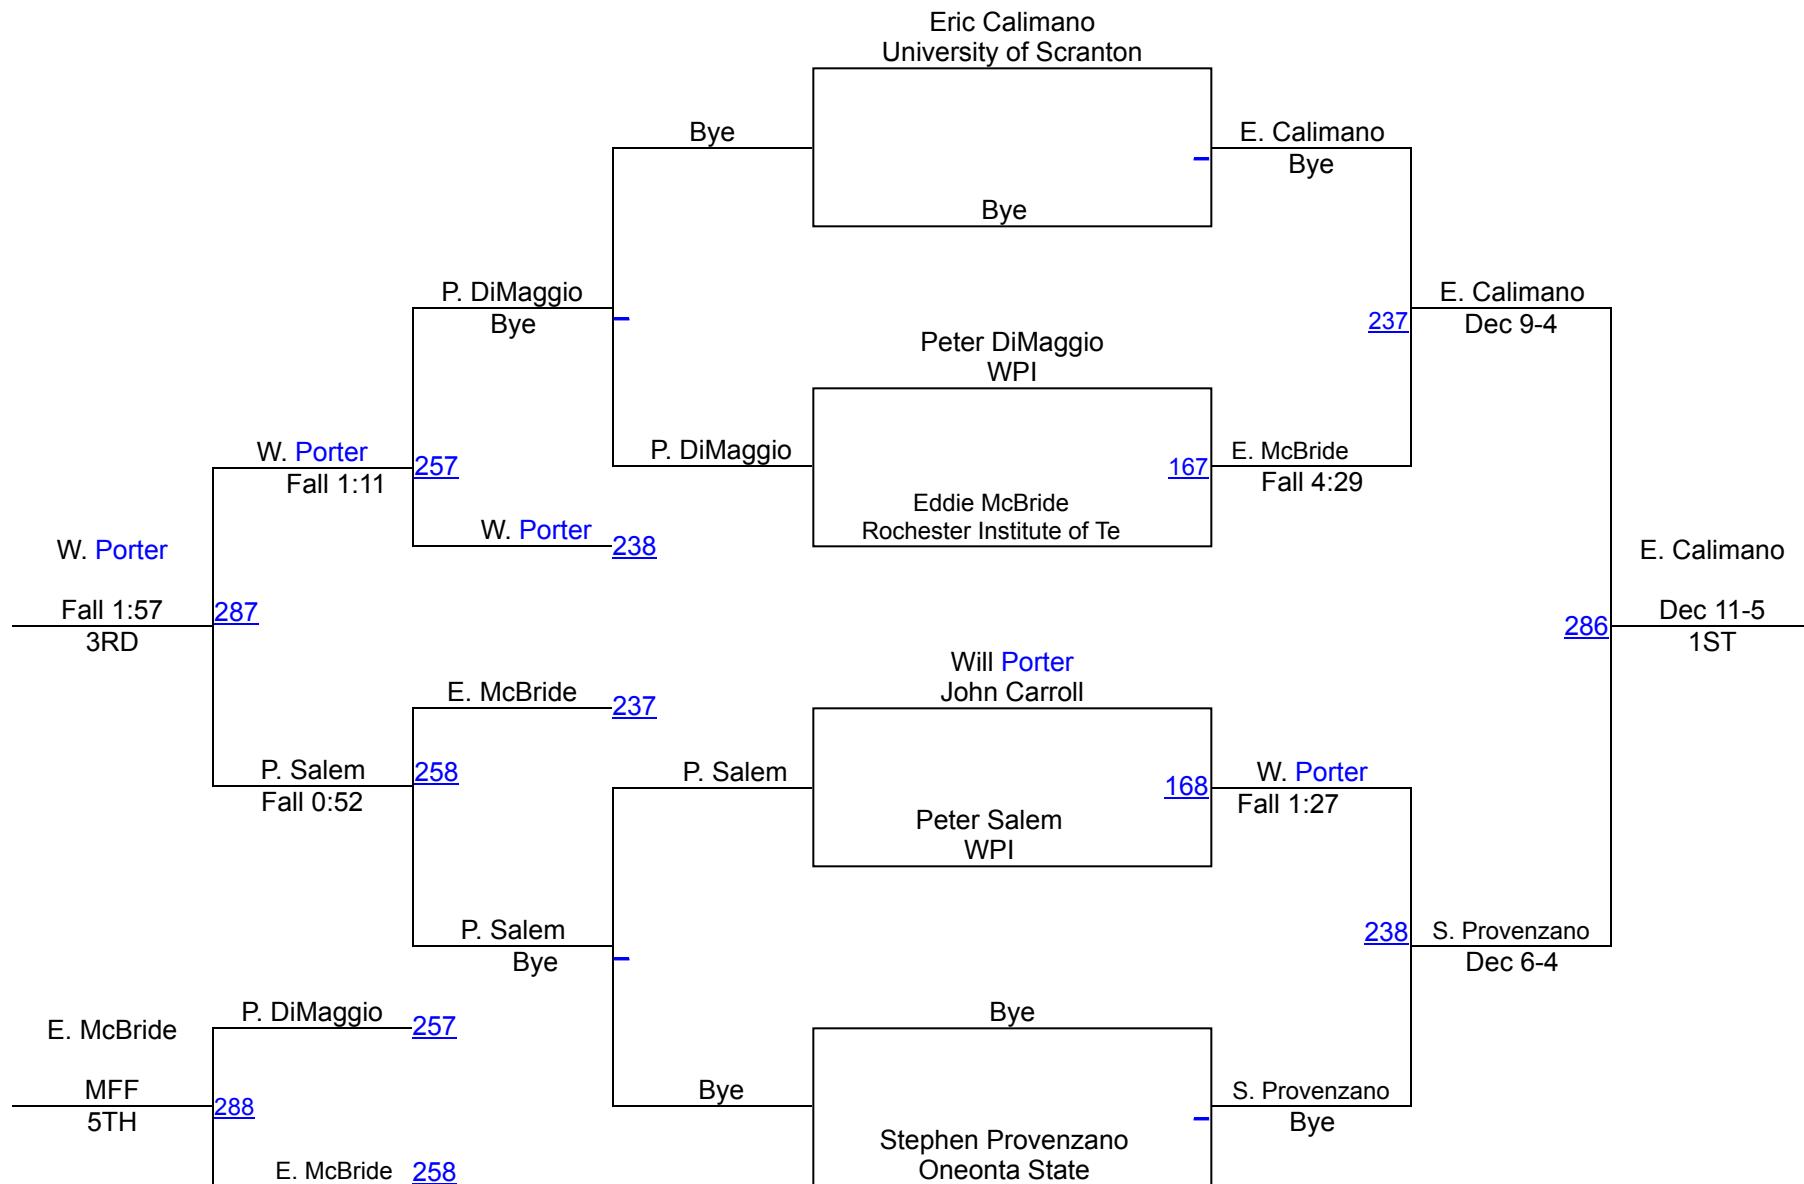 Eric Calimano
University of Scranton
Bye
E. Calimano
Bye
Bye
P. DiMaggio
Bye
E. Calimano
237
Dec 9-4
Peter DiMaggio
WPI
W. Porter
257
Fall 1:11
P. DiMaggio
167
E. McBride
Fall 4:29
Eddie McBride
Rochester Institute of Te
W. Porter
238
W. Porter
E. Calimano
Fall 1:57
287
3RD
Dec 11-5
286
1ST
Will Porter
John Carroll
E. McBride
237
P. Salem
258
Fall 0:52
P. Salem
168
W. Porter
Fall 1:27
Peter Salem
WPI
P. Salem
Bye
238
S. Provenzano
Dec 6-4
P. DiMaggio
257
E. McBride
Bye
MFF
288
5TH
Bye
S. Provenzano
Bye
Stephen Provenzano
Oneonta State
E. McBride
258